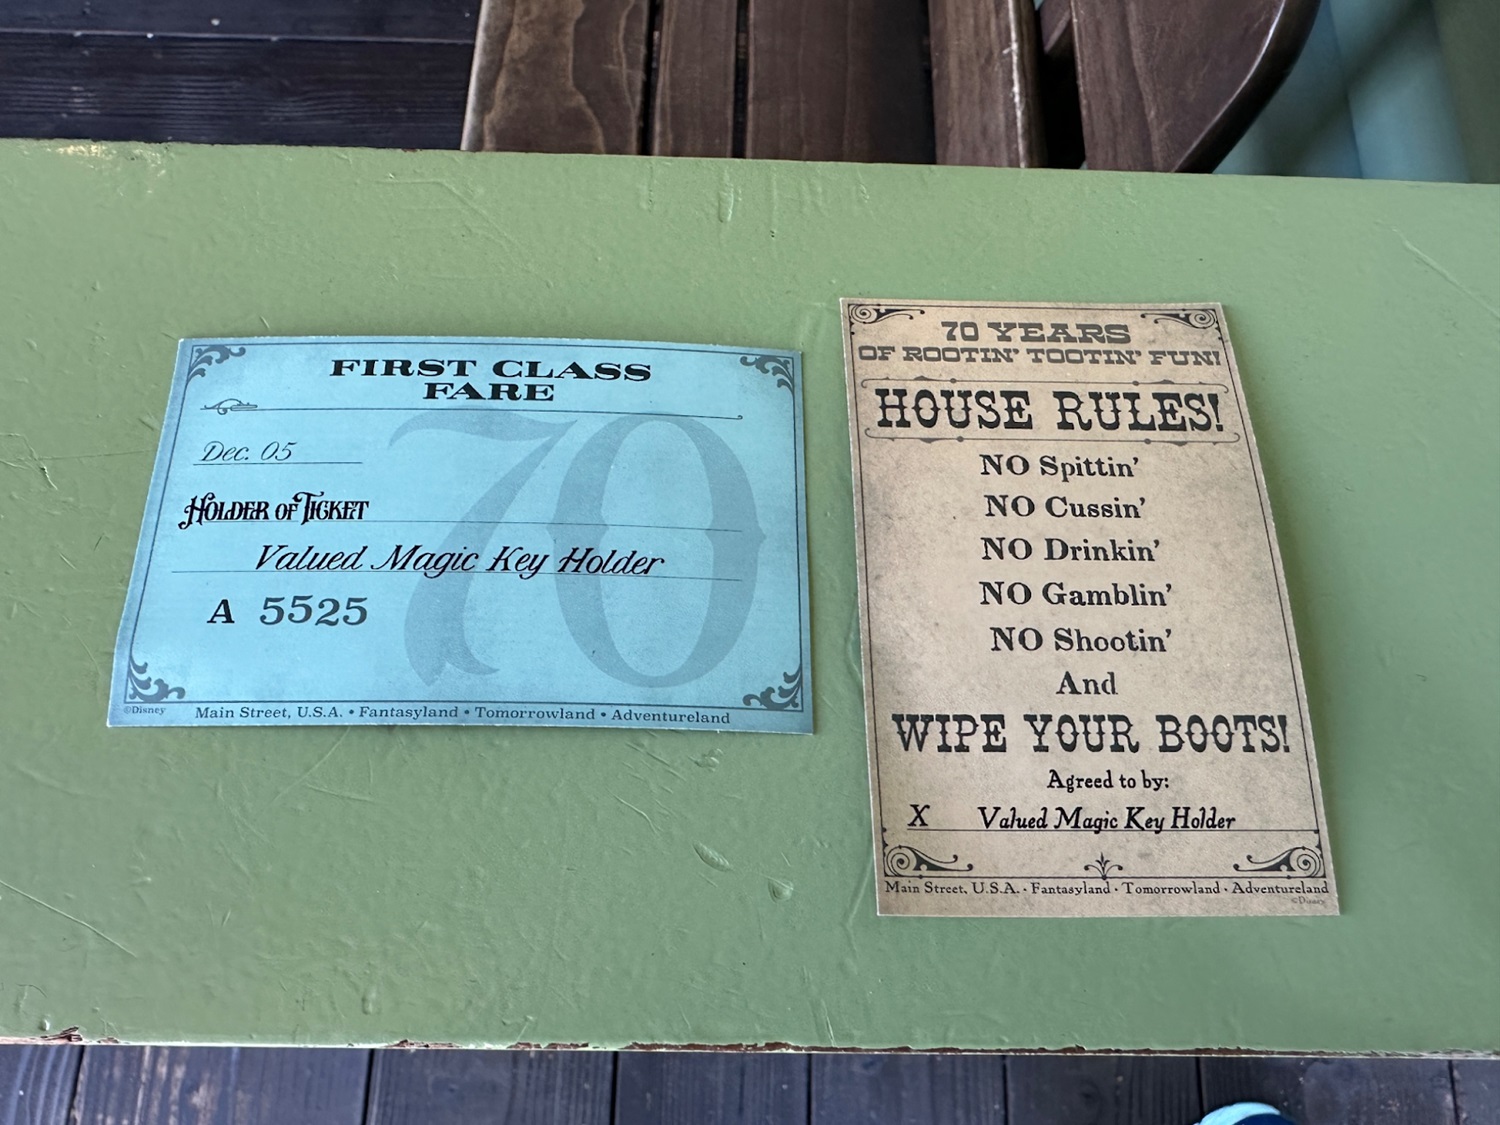 FIRST CLASS
FARE
70
Dec. 05
HOLDER OF TICKET
Valued Magic Key Holder
A 5525
©Disney
Main Street, U.S.A. • Fantasyland • Tomorrowland • Adventureland
70 YEARS
OF ROOTIN' TOOTIN' FUN!
HOUSE RULES!
NO Spittin'
NO Cussin'
NO Drinkin'
NO Gamblin'
NO Shootin'
And
WIPE YOUR BOOTS!
Agreed to by:
X Valued Magic Key Holder
Main Street, U.S.A. · Fantasyland · Tomorrowland · Adventureland
©Disney